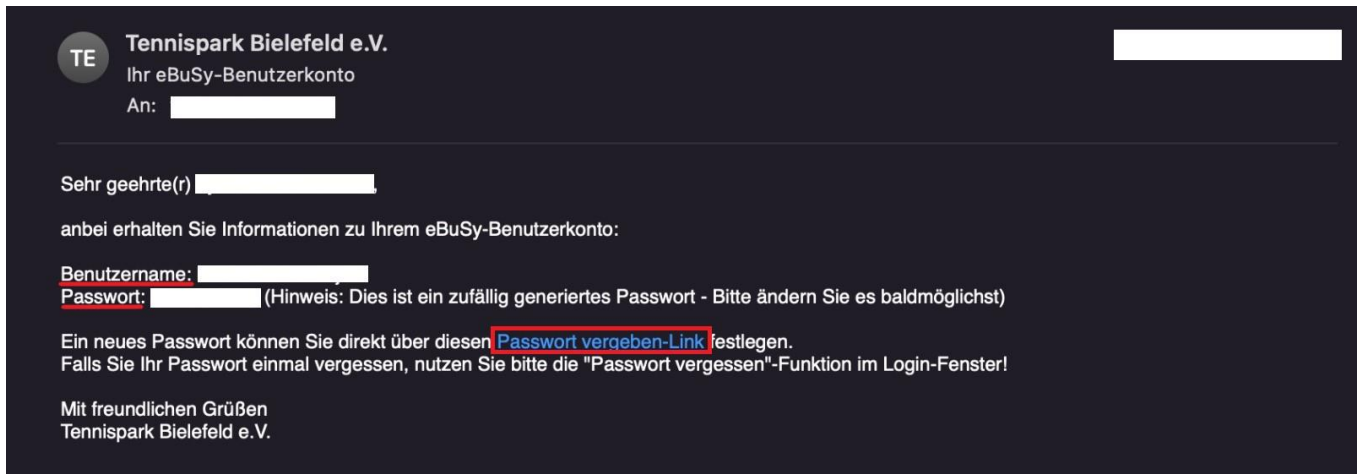 TE
Tennispark Bielefeld e.V.
Ihr eBuSy-Benutzerkonto
An:
Sehr geehrte(r) ,
anbei erhalten Sie Informationen zu Ihrem eBuSy-Benutzerkonto:
Benutzername:
Passwort: (Hinweis: Dies ist ein zufällig generiertes Passwort - Bitte ändern Sie es baldmöglichst)
Ein neues Passwort können Sie direkt über diesen Passwort vergeben-Link festlegen.
Falls Sie Ihr Passwort einmal vergessen, nutzen Sie bitte die "Passwort vergessen"-Funktion im Login-Fenster!
Mit freundlichen Grüßen
Tennispark Bielefeld e.V.